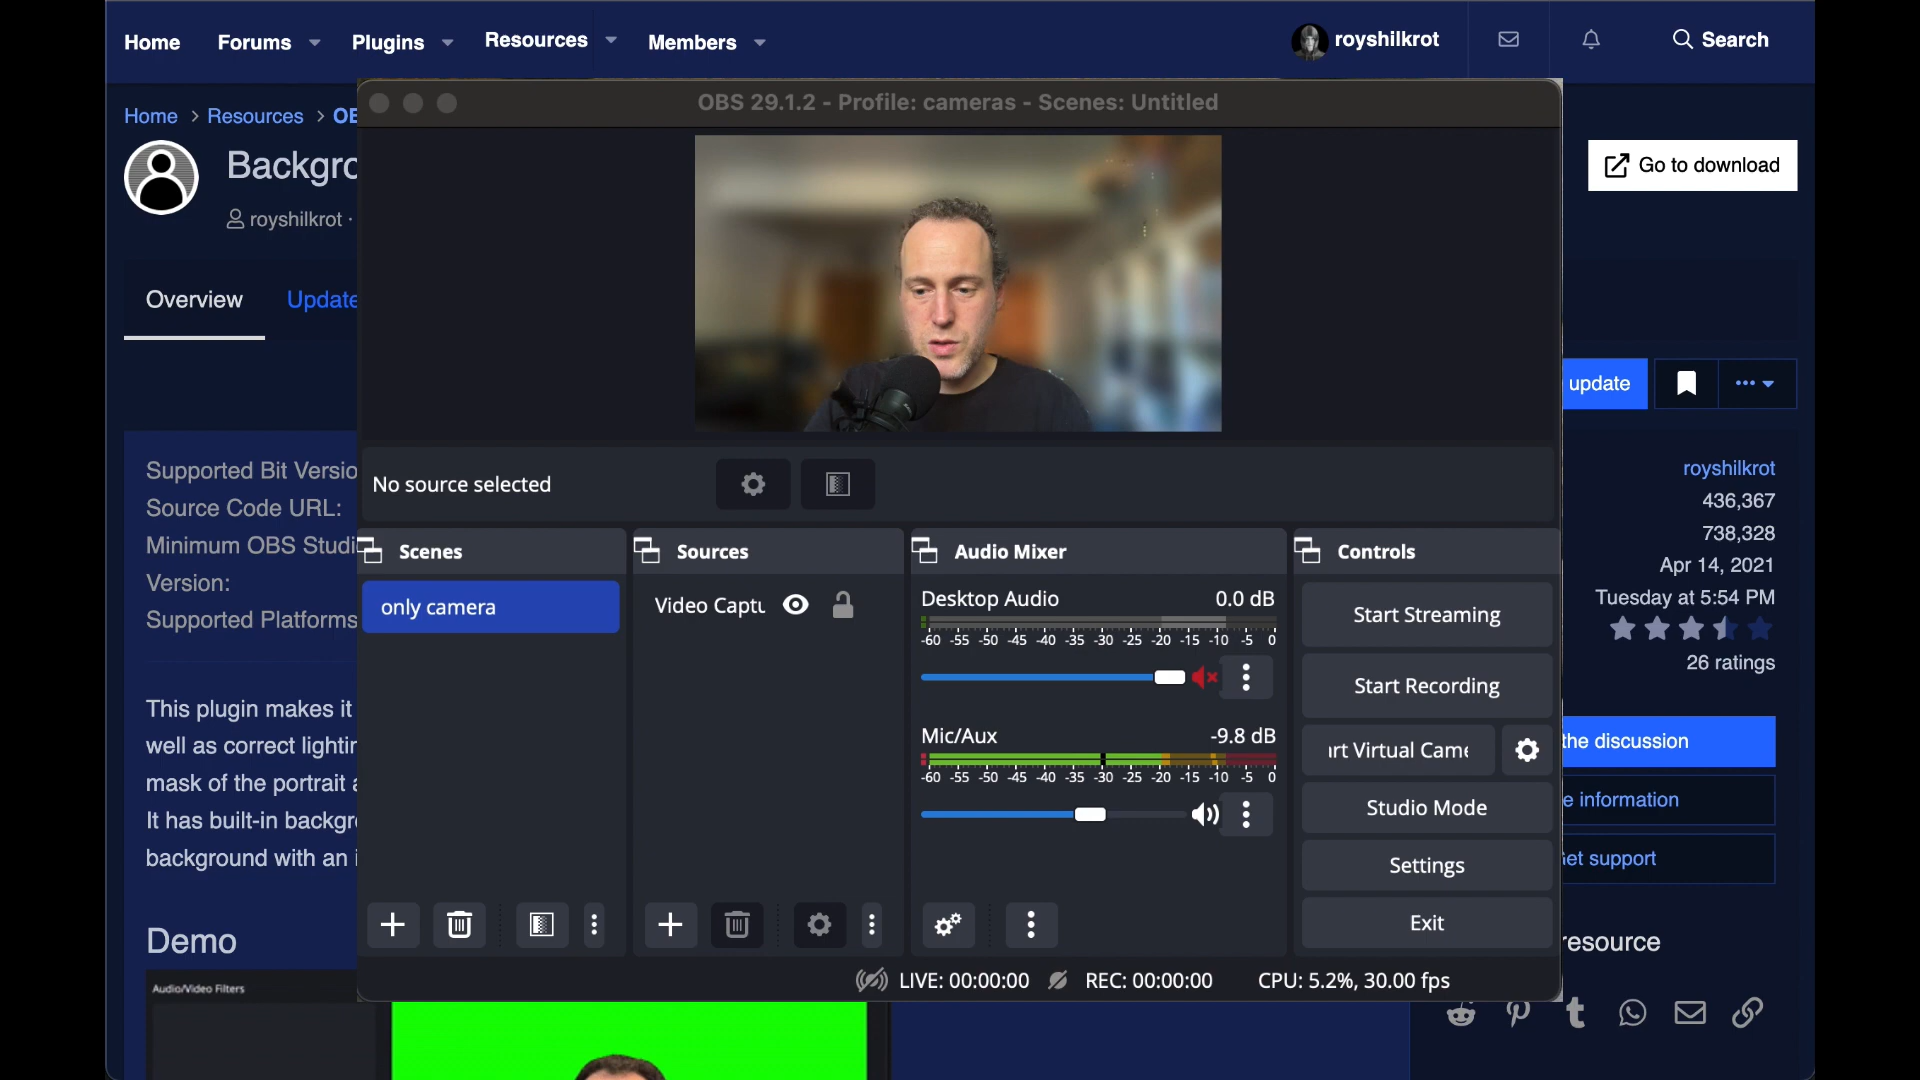 Home Forums Plugins Resources Members royshilkrot Search
Home > Resources > OB
OBS 29.1.2 - Profile: cameras - Scenes: Untitled
Backgro
Go to download
royshilkrot ·
Overview Update
update
Supported Bit Versio
Source Code URL:
Minimum OBS Studi
Version:
Supported Platforms
royshilkrot
436,367
738,328
Apr 14, 2021
Tuesday at 5:54 PM
26 ratings
No source selected
Scenes Sources Audio Mixer Controls
only camera
Video Captu
Desktop Audio 0.0 dB
-60 -55 -50 -45 -40 -35 -30 -25 -20 -15 -10 -5 0
Mic/Aux -9.8 dB
-60 -55 -50 -45 -40 -35 -30 -25 -20 -15 -10 -5 0
Start Streaming
Start Recording
art Virtual Came
Studio Mode
Settings
Exit
This plugin makes it
well as correct lightin
mask of the portrait a
It has built-in backgr
background with an i
the discussion
e information
Get support
Demo
resource
Audio/Video Filters
LIVE: 00:00:00 REC: 00:00:00 CPU: 5.2%, 30.00 fps